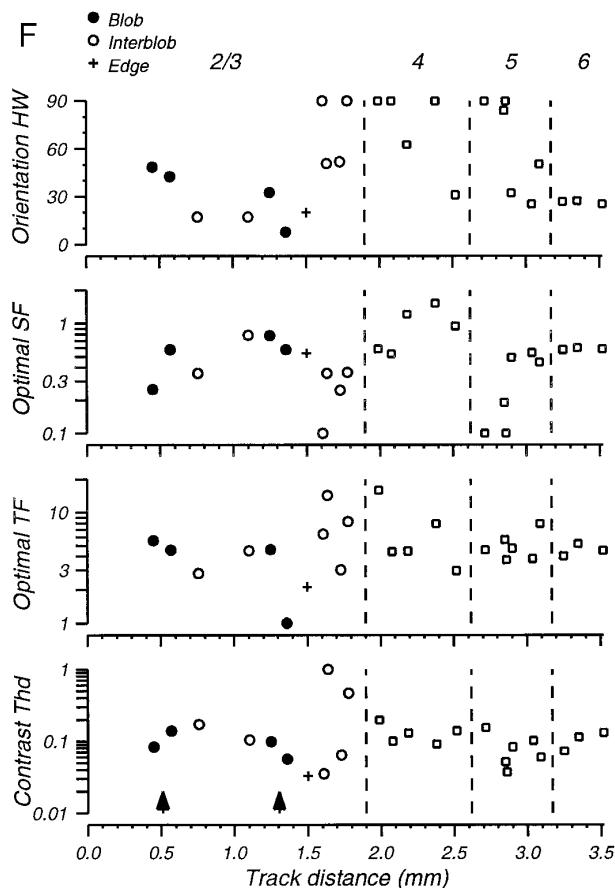 F
Blob
Interblob
+ Edge
2/3 4 5 6
Orientation HW
90
60
30
0
Optimal SF
1
0.3
0.1
Optimal TF
10
3
1
Contrast Thd
1
0.1
0.01
0.0 0.5 1.0 1.5 2.0 2.5 3.0 3.5
Track distance (mm)